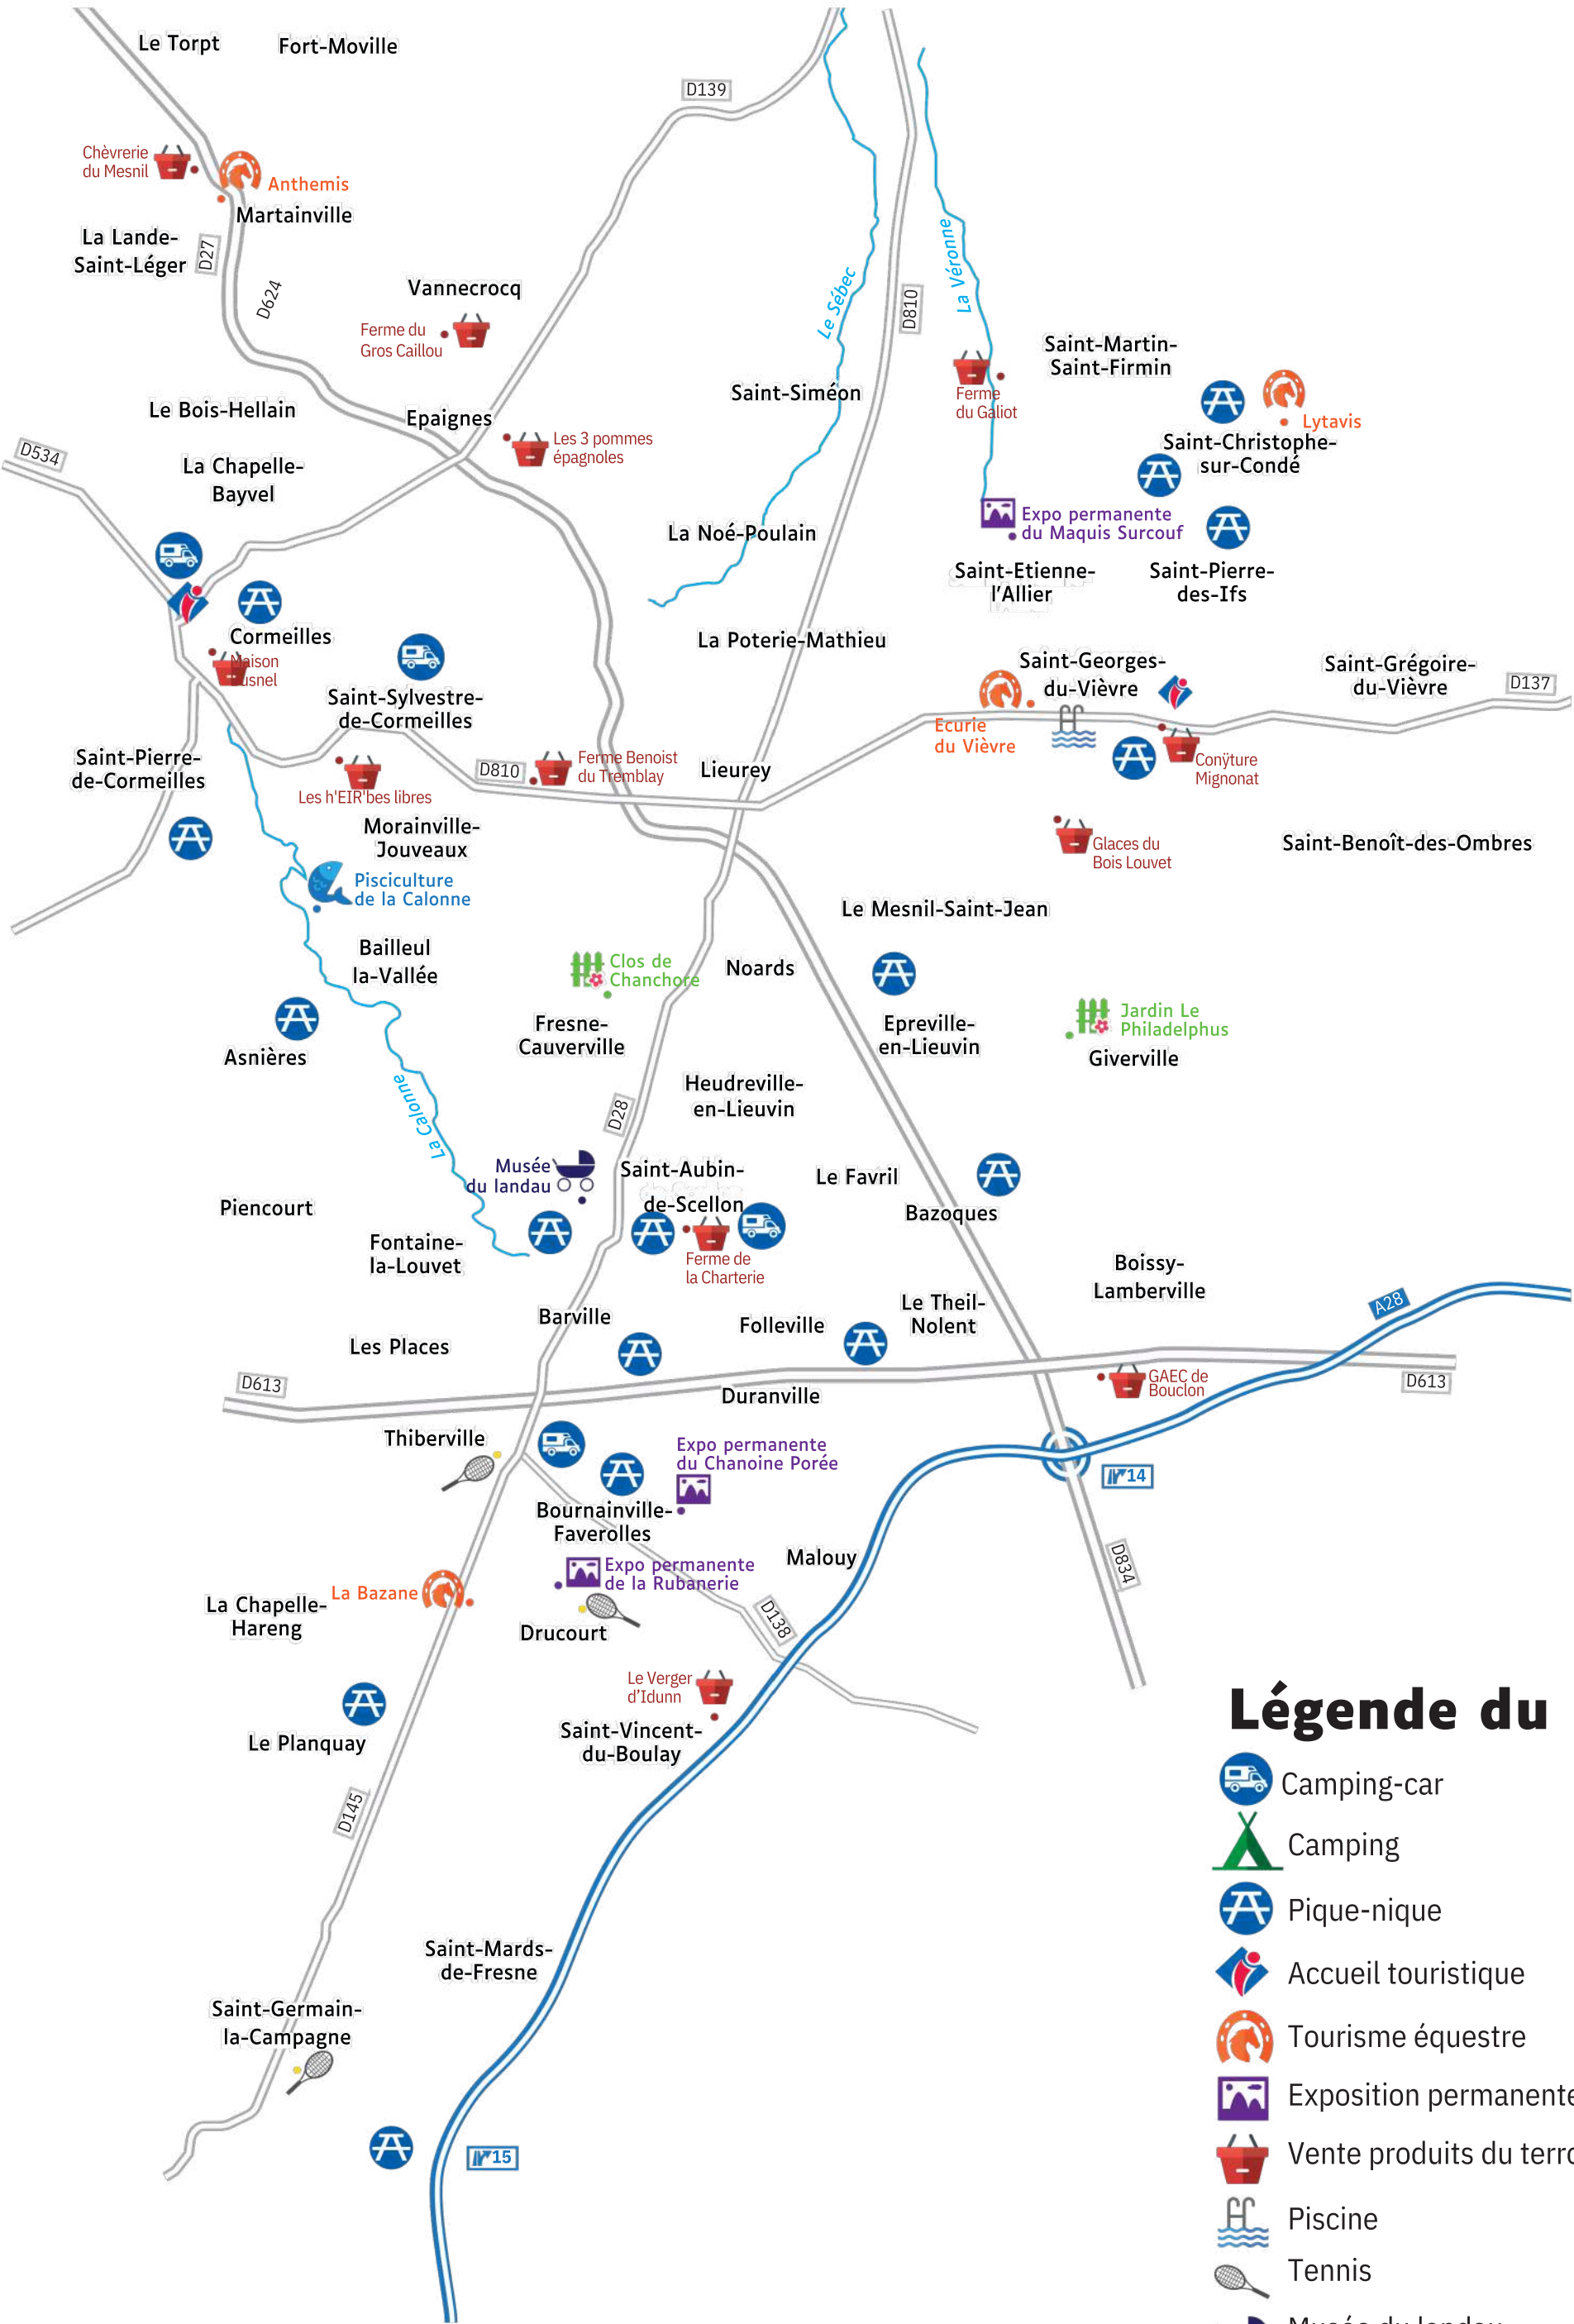 Le Torpt
Fort-Moville
D139
Chèvrerie
du Mesnil
Anthemis
Martainville
La Lande-
Saint-Léger
D27
D624
Vannecrocq
Ferme du
Gros Caillou
Le Sébec
D810
La Véronne
Saint-Martin-
Saint-Firmin
Saint-Siméon
Ferme
du Galiot
Lytavis
Saint-Christophe-
sur-Condé
Le Bois-Hellain
Epaignes
Les 3 pommes
épagnoles
D534
La Chapelle-
Bayvel
La Noé-Poulain
Expo permanente
du Maquis Surcouf
Saint-Etienne-
l'Allier
Saint-Pierre-
des-Ifs
Cormeilles
La Poterie-Mathieu
Saint-Sylvestre-
de-Cormeilles
Saint-Georges-
du-Vièvre
Saint-Grégoire-
du-Vièvre
D137
Ecurie
du Vièvre
Saint-Pierre-
de-Cormeilles
Les h'EIR'bes libres
D810
Ferme Benoist
du Tremblay
Lieurey
Conÿture
Mignonat
Morainville-
Jouveaux
Glaces du
Bois Louvet
Saint-Benoît-des-Ombres
Pisciculture
de la Calonne
Le Mesnil-Saint-Jean
Bailleul
la-Vallée
Clos de
Chanchore
Noards
Asnières
Fresne-
Cauverville
Epreville-
en-Lieuvin
Jardin Le
Philadelphus
Giverville
La Calonne
D28
Heudreville-
en-Lieuvin
Musée
du landau
Saint-Aubin-
de-Scellon
Le Favril
Bazoques
Piencourt
Fontaine-
la-Louvet
Ferme de
la Charterie
Boissy-
Lamberville
A28
Barville
Folleville
Le Theil-
Nolent
Les Places
D613
Duranville
GAEC de
Bouclon
D613
Thiberville
Expo permanente
du Chanoine Porée
14
Bournainville-
Faverolles
Malouy
D834
Expo permanente
de la Rubanerie
La Bazane
La Chapelle-
Hareng
Drucourt
D138
Le Verger
d'Idunn
Saint-Vincent-
du-Boulay
Le Planquay
D145
Saint-Mards-
de-Fresne
Saint-Germain-
la-Campagne
15
Légende du
Camping-car
Camping
Pique-nique
Accueil touristique
Tourisme équestre
Exposition permanente
Vente produits du terro
Piscine
Tennis